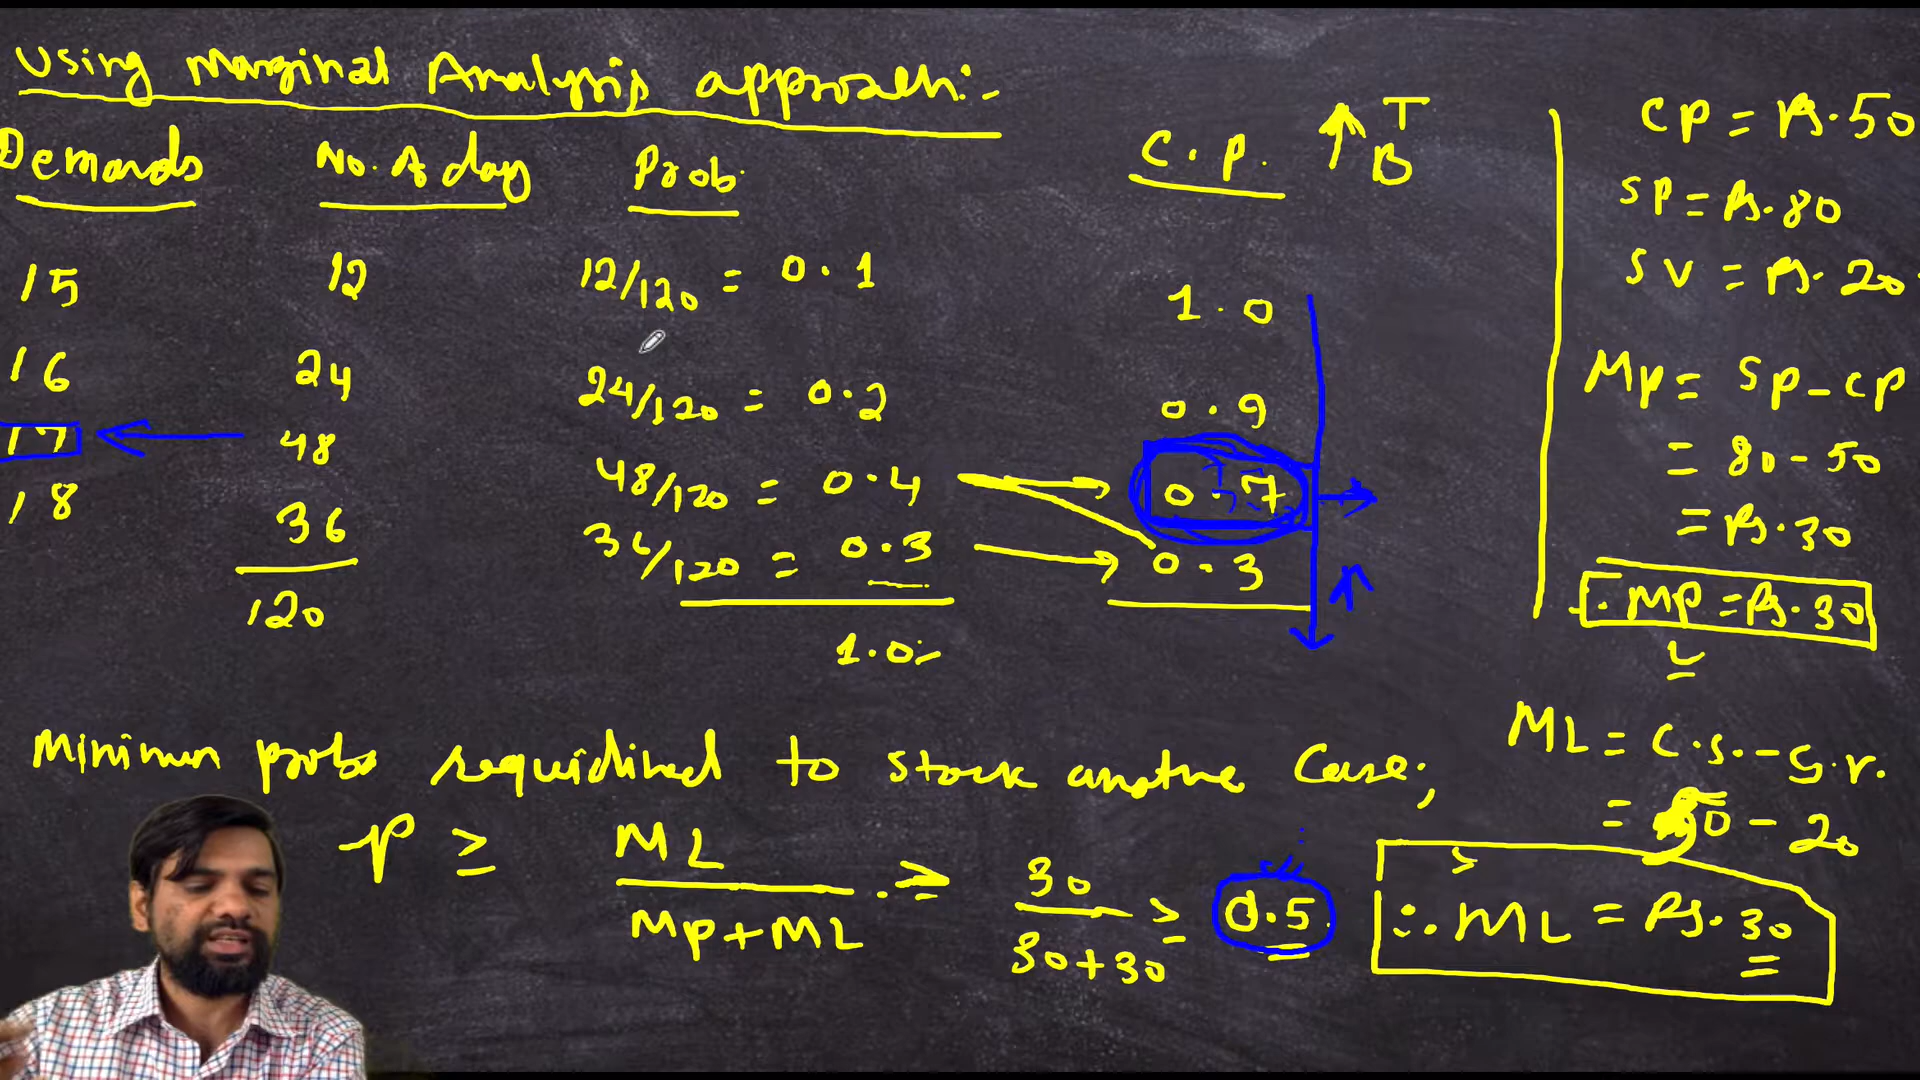 Using Marginal Analysis approach:-
Demands No. of day Prob. C.P. ↑ T B
15 12 12/120 = 0.1 1.0
16 24 24/120 = 0.2 0.9
17 48 48/120 = 0.4 0.7
18 36 36/120 = 0.3 0.3
120 1.0
CP = Rs.50
SP = Rs.80
SV = Rs.20
MP = SP-CP
= 80-50
= Rs.30
∴ MP = Rs.30
ML = C.S. - S.V.
= 50 - 20
∴ ML = Rs.30
Minimum to stock Case;
P ≥ ML / MP+ML ≥ 30 / 30+30 ≥ 0.5